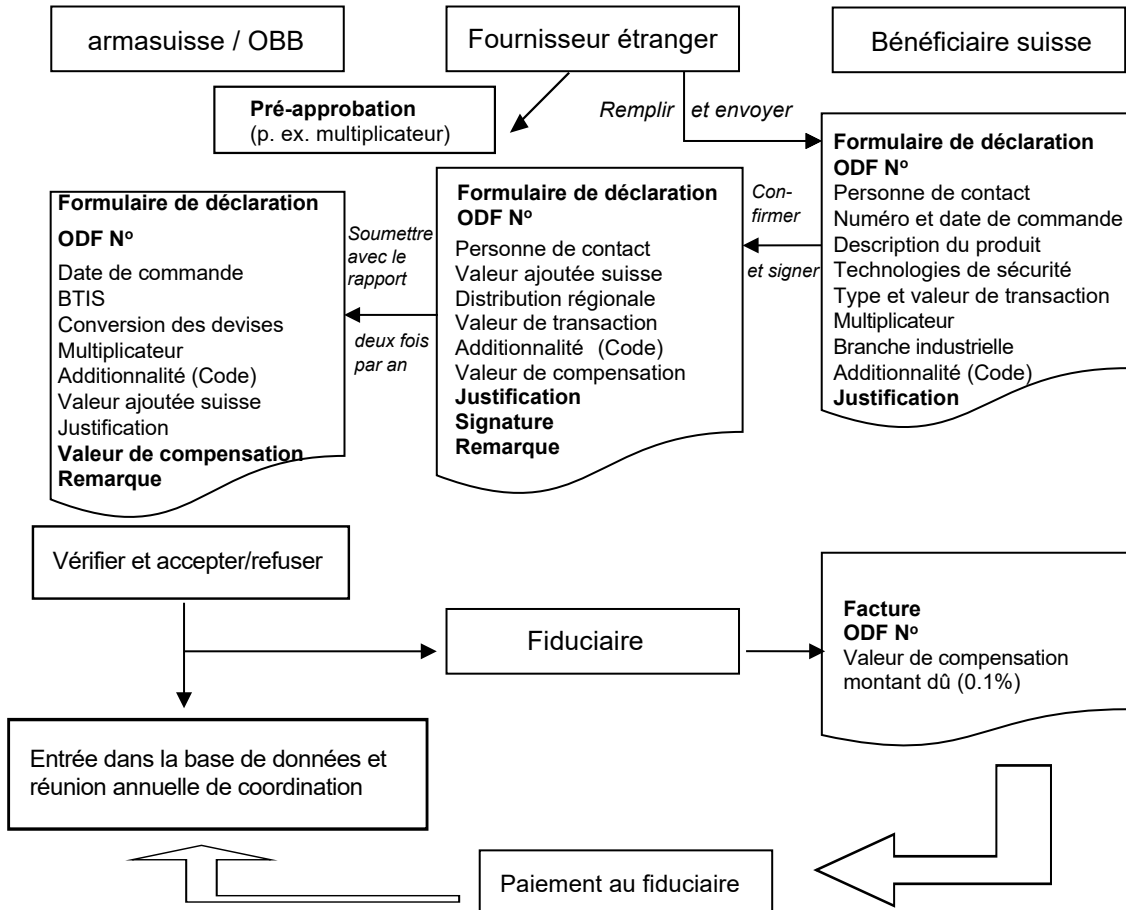 armasuisse / OBB
Fournisseur étranger
Bénéficiaire suisse
Pré-approbation
(p. ex. multiplicateur)
Remplir et envoyer
Formulaire de déclaration
ODF Nº
Personne de contact
Numéro et date de commande
Description du produit
Technologies de sécurité
Type et valeur de transaction
Multiplicateur
Branche industrielle
Additionnalité (Code)
Justification
Con-
firmer
et signer
Formulaire de déclaration
ODF Nº
Personne de contact
Valeur ajoutée suisse
Distribution régionale
Valeur de transaction
Additionnalité (Code)
Valeur de compensation
Justification
Signature
Remarque
Soumettre
avec le
rapport
deux fois
par an
Formulaire de déclaration
ODF Nº
Date de commande
BTIS
Conversion des devises
Multiplicateur
Additionnalité (Code)
Valeur ajoutée suisse
Justification
Valeur de compensation
Remarque
Vérifier et accepter/refuser
Fiduciaire
Facture
ODF Nº
Valeur de compensation
montant dû (0.1%)
Entrée dans la base de données et
réunion annuelle de coordination
Paiement au fiduciaire